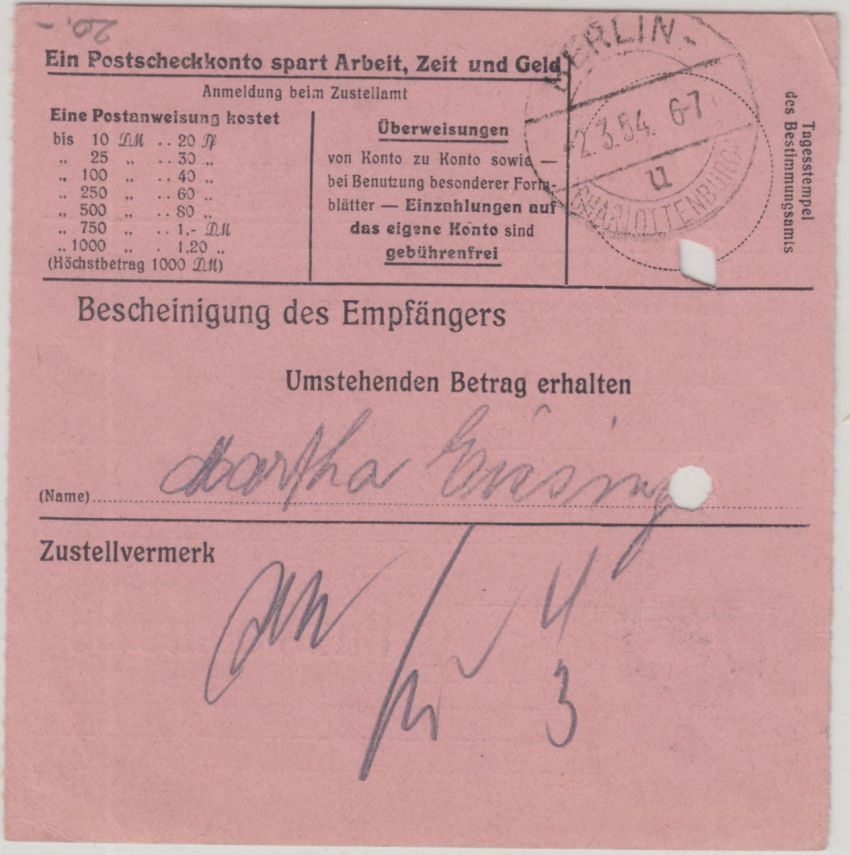 20,-
Ein Postscheckkonto spart Arbeit, Zeit und Geld
Anmeldung beim Zustellamt
Eine Postanweisung kostet
bis 10 DM .. 20 Pf
„ 25 „ .. 30 „
„ 100 „ .. 40 „
„ 250 „ .. 60 „
„ 500 „ .. 80 „
„ 750 „ .. 1,- DM
„ 1000 „ . 1,20 „
(Höchstbetrag 1000 DM)
Überweisungen
von Konto zu Konto sowie —
bei Benutzung besonderer Form-
blätter — Einzahlungen auf
das eigene Konto sind
gebührenfrei
BERLIN-
-2.3.54. 6-7
u
CHARLOTTENBURG
Tagesstempel
des Bestimmungsamts
Bescheinigung des Empfängers
Umstehenden Betrag erhalten
(Name) Martha
Zustellvermerk
4
3